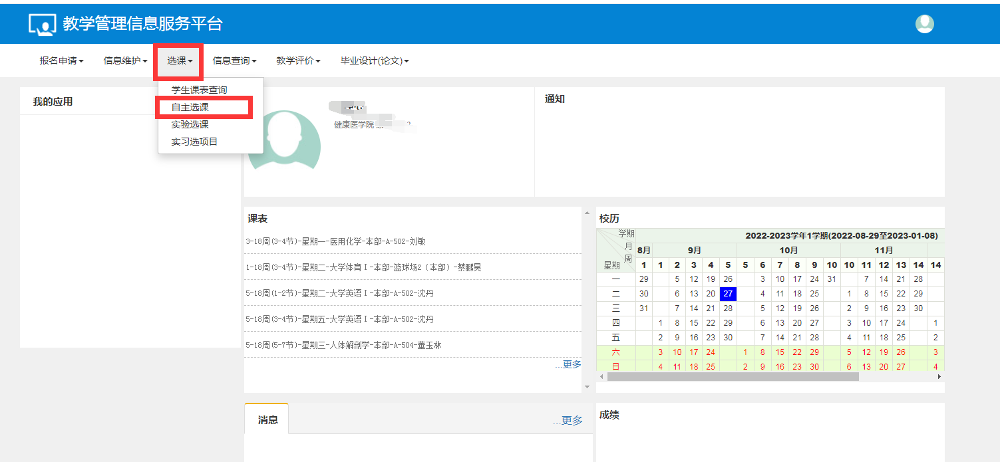 教学管理信息服务平台
报名申请 信息维护 选课 信息查询 教学评价 毕业设计(论文)
学生课表查询
自主选课
实验选课
实习选项目
我的应用
健康医学院
通知
课表
3-18周(3-4节)-星期一-医用化学-本部-A-502-刘敏
1-18周(3-4节)-星期二-大学体育Ⅰ-本部-篮球场2（本部）-蔡鹏昊
5-18周(1-2节)-星期二-大学英语Ⅰ-本部-A-502-沈丹
5-18周(3-4节)-星期五-大学英语Ⅰ-本部-A-502-沈丹
5-18周(5-7节)-星期三-人体解剖学-本部-A-504-董玉林
...更多
校历
学期 2022-2023学年1学期(2022-08-29至2023-01-08)
月 8月 9月 10月 11月
周
星期 1 1 2 3 4 5 5 6 7 8 9 10 10 11 12 13 14 14
一 29 5 12 19 26 3 10 17 24 31 7 14 21 28
二 30 6 13 20 27 4 11 18 25 1 8 15 22 29
三 31 7 14 21 28 5 12 19 26 2 9 16 23 30
四 1 8 15 22 29 6 13 20 27 3 10 17 24 1
五 2 9 16 23 30 7 14 21 28 4 11 18 25 2
六 3 10 17 24 1 8 15 22 29 5 12 19 26 3
日 4 11 18 25 2 9 16 23 30 6 13 20 27 4
消息
...更多
成绩